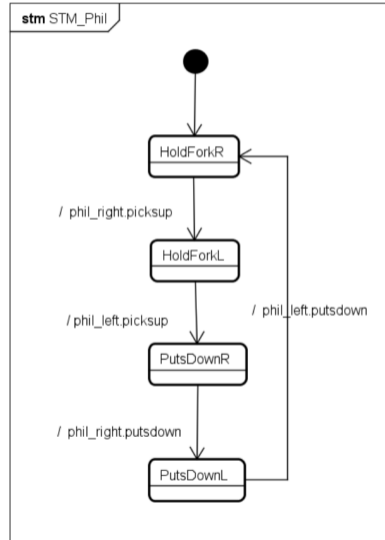 stm STM_Phil
HoldForkR
/ phil_right.picksup
HoldForkL
/ phil_left.putsdown
/ phil_left.picksup
PutsDownR
/ phil_right.putsdown
PutsDownL